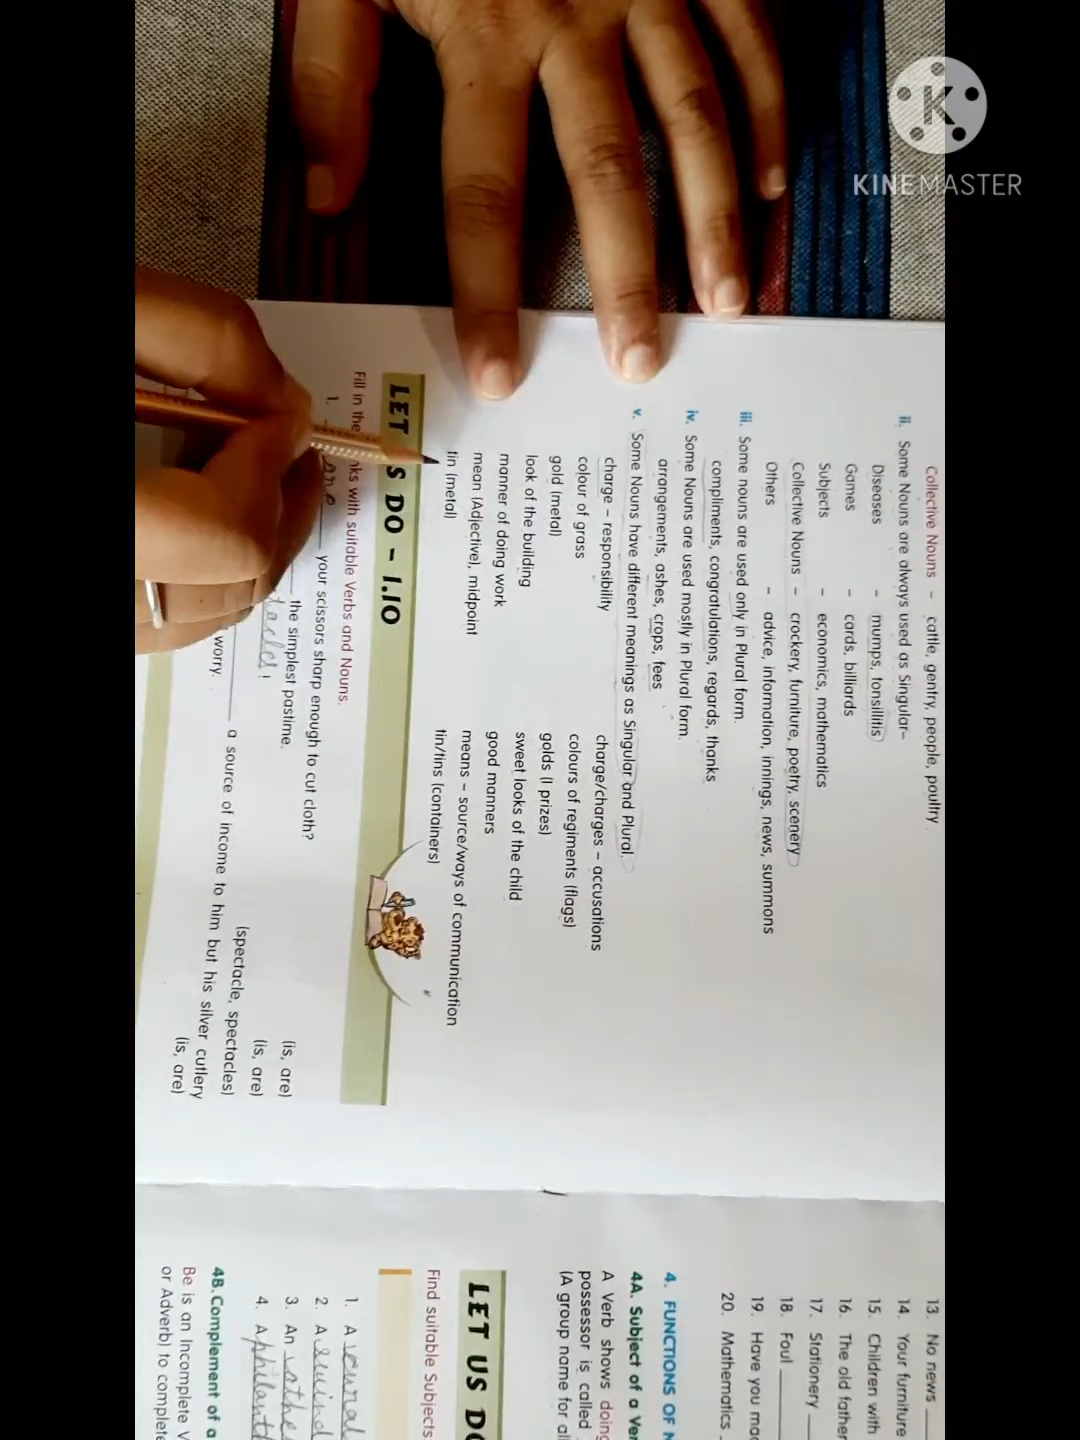 KINEMASTER
Collective Nouns – cattle, gentry, people, poultry
ii. Some Nouns are always used as Singular–
Diseases – mumps, tonsillitis
Games – cards, billiards
Subjects – economics, mathematics
Collective Nouns – crockery, furniture, poetry, scenery
Others – advice, information, innings, news, summons
iii. Some nouns are used only in Plural form.
compliments, congratulations, regards, thanks
iv. Some Nouns are used mostly in Plural form.
arrangements, ashes, crops, fees
v. Some Nouns have different meanings as Singular and Plural.
charge – responsibility charge/charges – accusations
colour of grass colours of regiments (flags)
gold (metal) golds (I prizes)
look of the building sweet looks of the child
manner of doing work good manners
mean (Adjective), midpoint means – source/ways of communication
tin (metal) tin/tins (containers)
LET S DO – 1.10
Fill in the nks with suitable Verbs and Nouns.
1. are your scissors sharp enough to cut cloth? (is, are)
the simplest pastime. (is, are)
! (spectacle, spectacles)
a source of income to him but his silver cutlery
worry. (is, are)
13. No news
14. Your furniture
15. Children with
16. The old father
17. Stationery
18. Foul
19. Have you mad
20. Mathematics
4. FUNCTIONS OF N
4A. Subject of a Ver
A Verb shows doing
possessor is called
(A group name for all
LET US DO
Find suitable Subjects
1. A
2. A
3. An
4. A
4B. Complement of a
Be is an Incomplete V
or Adverb) to complete